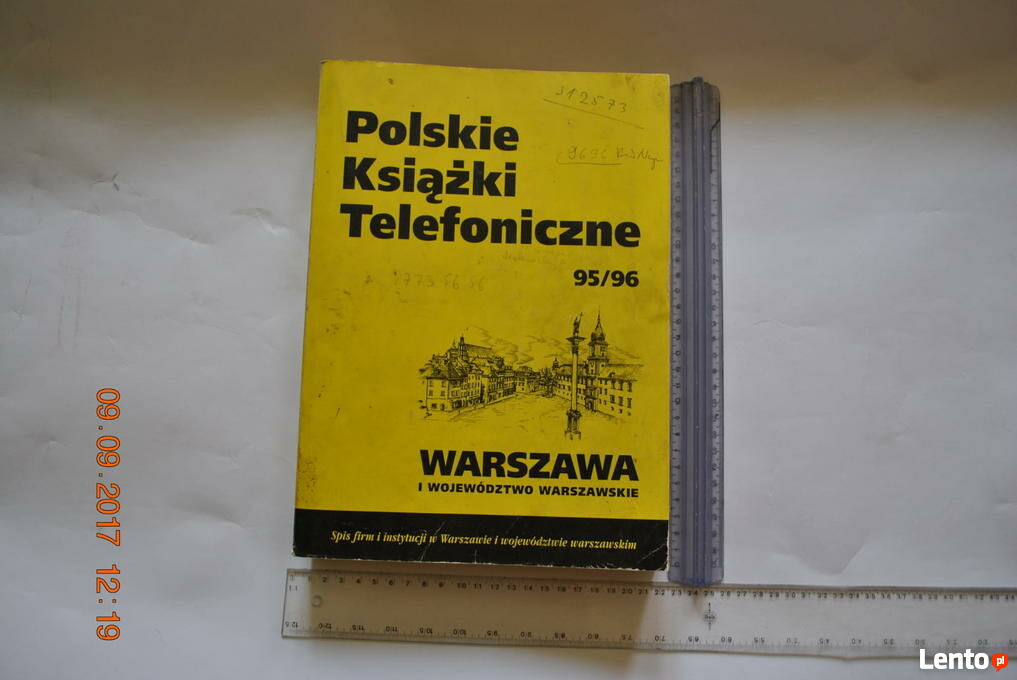 312573
Polskie
Książki
Telefoniczne
95/96
WARSZAWA
I WOJEWÓDZTWO WARSZAWSKIE
Spis firm i instytucji w Warszawie i województwie warszawskim
09.09.2017 12:19
Lento.pl